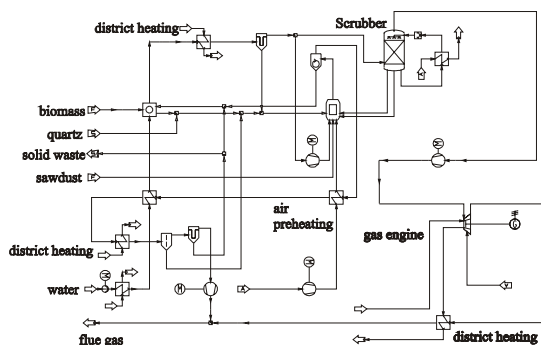 Scrubber
district heating
biomass
quartz
solid waste
sawdust
air
preheating
gas engine
district heating
water
flue gas
district heating
M
M
M
M
A
G